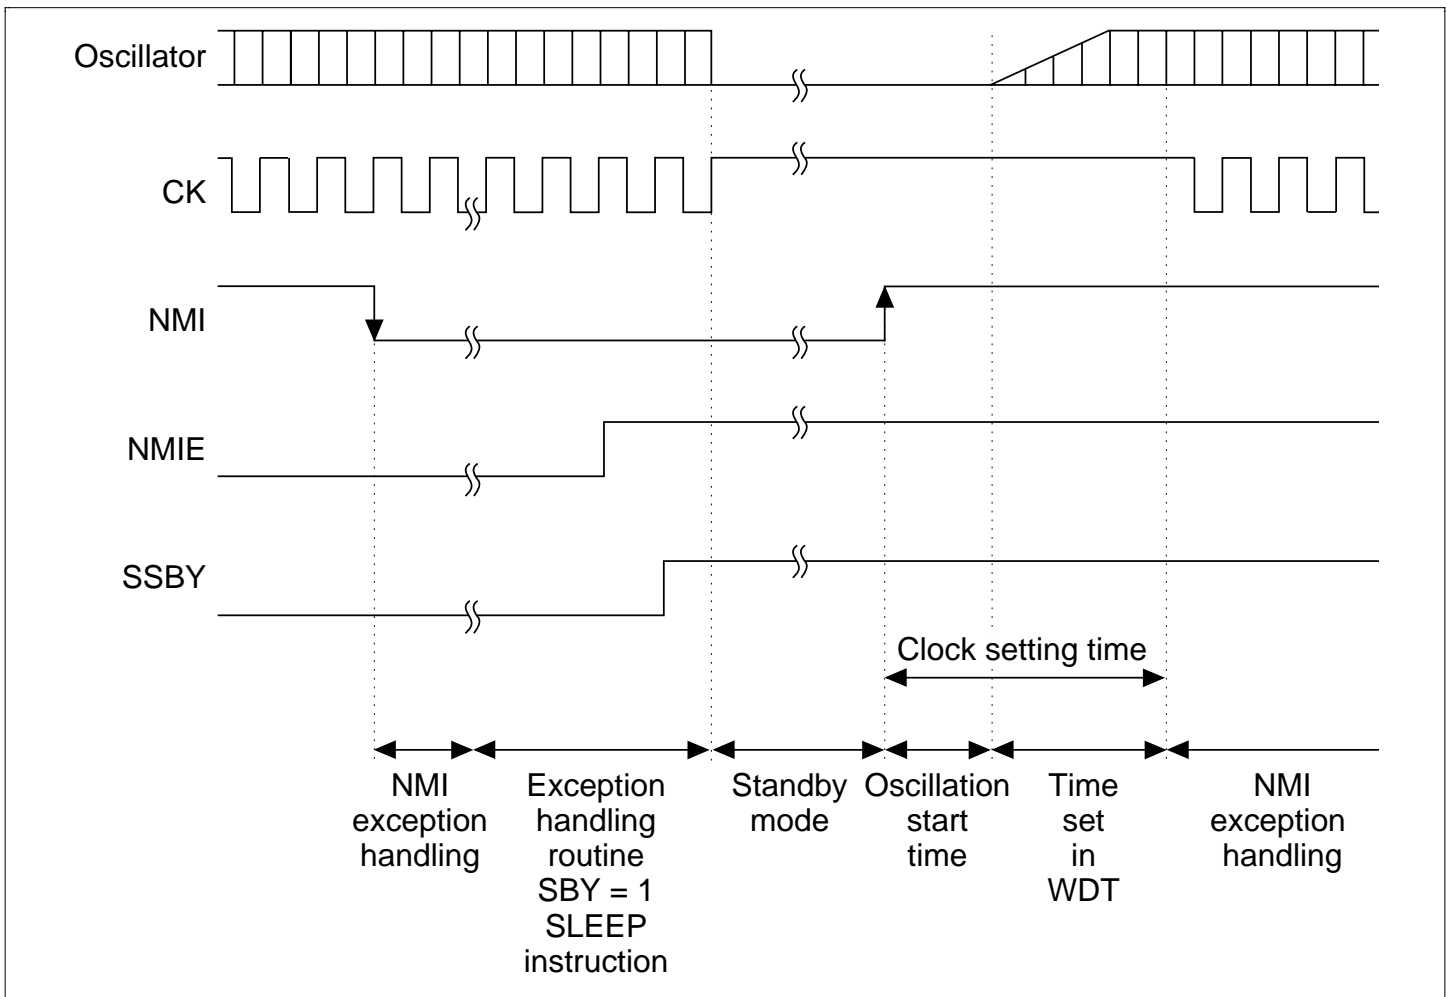 Oscillator
CK
NMI
NMIE
SSBY
Clock setting time
NMI
exception
handling
Exception
handling
routine
SBY = 1
SLEEP
instruction
Standby
mode
Oscillation
start
time
Time
set
in
WDT
NMI
exception
handling